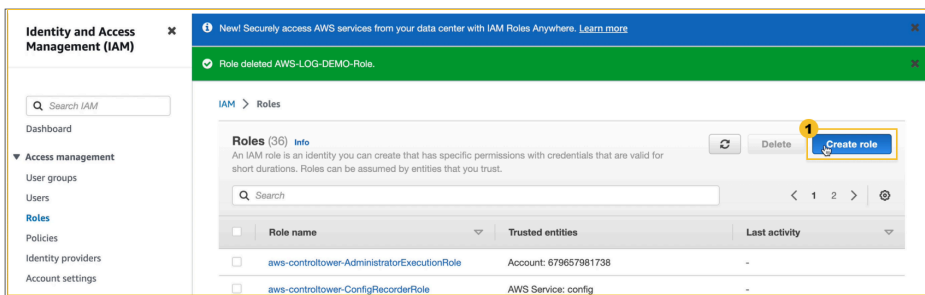 Identity and Access
Management (IAM)
Search IAM
Dashboard
Access management
User groups
Users
Roles
Policies
Identity providers
Account settings
New! Securely access AWS services from your data center with IAM Roles Anywhere. Learn more
Role deleted AWS-LOG-DEMO-Role.
IAM > Roles
Roles (36) Info
An IAM role is an identity you can create that has specific permissions with credentials that are valid for
short durations. Roles can be assumed by entities that you trust.
Delete
1
Create role
Search
1 2
Role name Trusted entities Last activity
aws-controltower-AdministratorExecutionRole Account: 679657981738 -
aws-controltower-ConfigRecorderRole AWS Service: config -